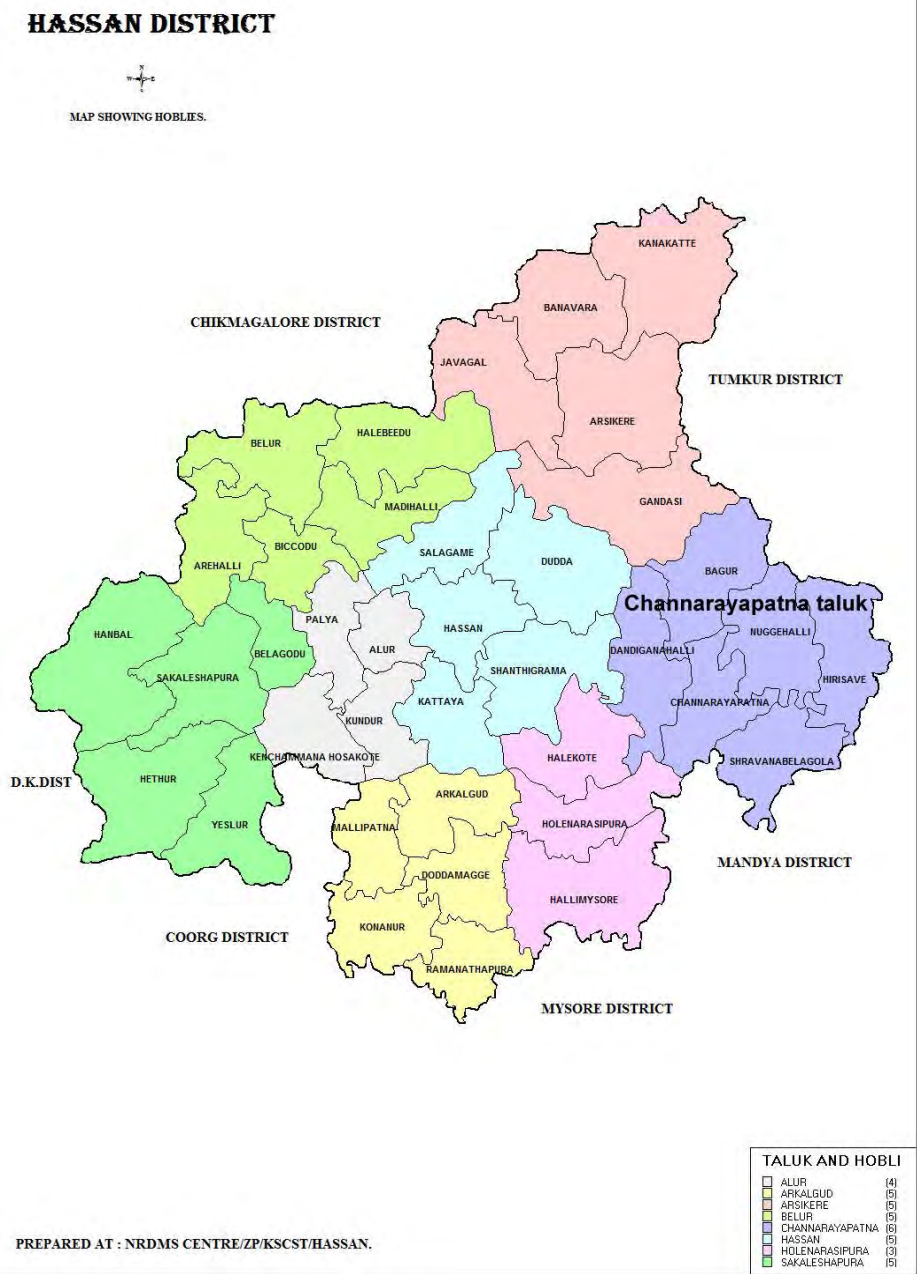 HASSAN DISTRICT
N
W E
S
MAP SHOWING HOBLIES.
KANAKATTE
BANAVARA
CHIKMAGALORE DISTRICT
JAVAGAL
TUMKUR DISTRICT
ARSIKERE
HALEBEEDU
BELUR
GANDASI
MADIHALLI
BICCODU
SALAGAME
DUDDA
AREHALLI
BAGUR
Channarayapatna taluk
PALYA
HASSAN
NUGGEHALLI
HANBAL
ALUR
BELAGODU
DANDIGANAHALLI
SHANTHIGRAMA
SAKALESHAPURA
HIRISAVE
KATTAYA
CHANNARAYAPATNA
KUNDUR
KENCHAMMANA HOSAKOTE
HALEKOTE
SHRAVANABELAGOLA
D.K.DIST
HETHUR
ARKALGUD
YESLUR
MALLIPATNA
HOLENARASIPURA
MANDYA DISTRICT
DODDAMAGGE
HALLIMYSORE
KONANUR
COORG DISTRICT
RAMANATHAPURA
MYSORE DISTRICT
TALUK AND HOBLI
ALUR (4)
ARKALGUD (5)
ARSIKERE (5)
BELUR (5)
CHANNARAYAPATNA (6)
HASSAN (5)
HOLENARASIPURA (3)
SAKALESHAPURA (5)
PREPARED AT : NRDMS CENTRE/ZP/KSCST/HASSAN.